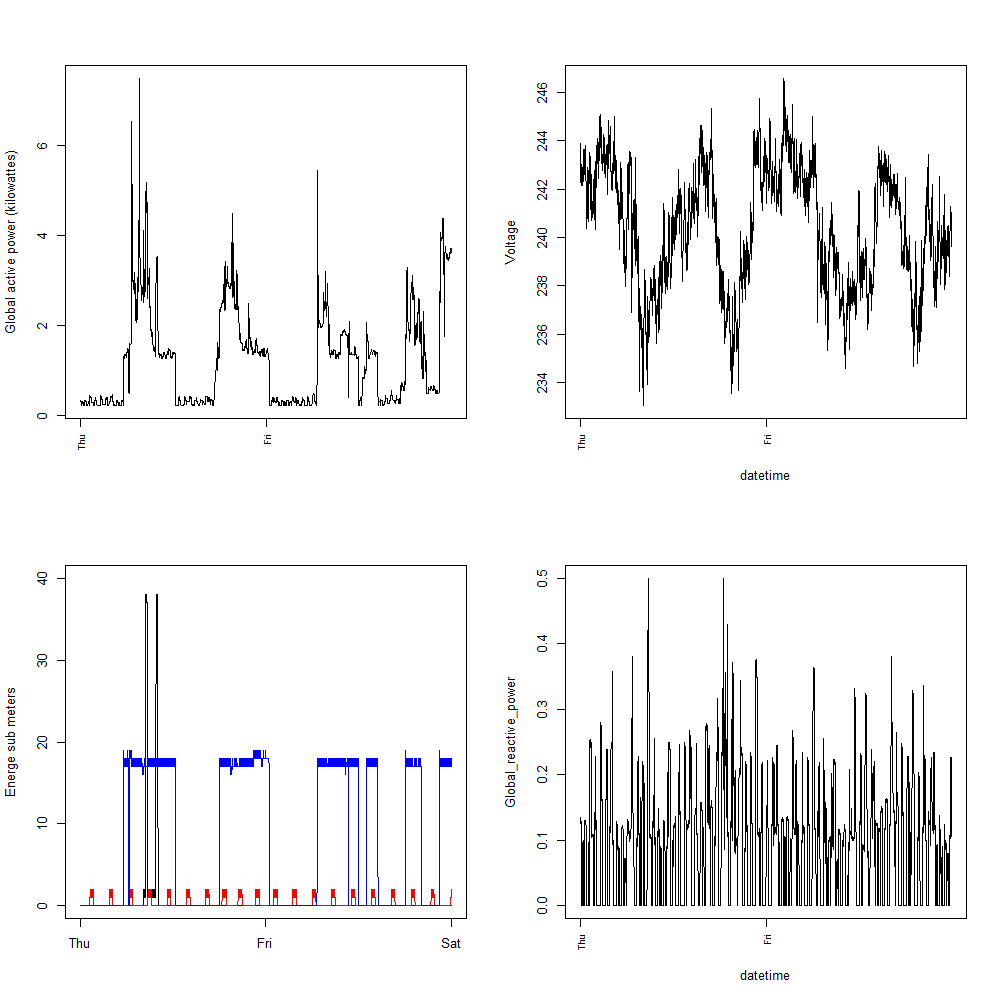 Global active power (kilowattes)
0
2
4
6
Thu
Fri
Voltage
234
236
238
240
242
244
246
Thu
Fri
datetime
Energe sub meters
0
10
20
30
40
Thu
Fri
Sat
Global_reactive_power
0.0
0.1
0.2
0.3
0.4
0.5
Thu
Fri
datetime